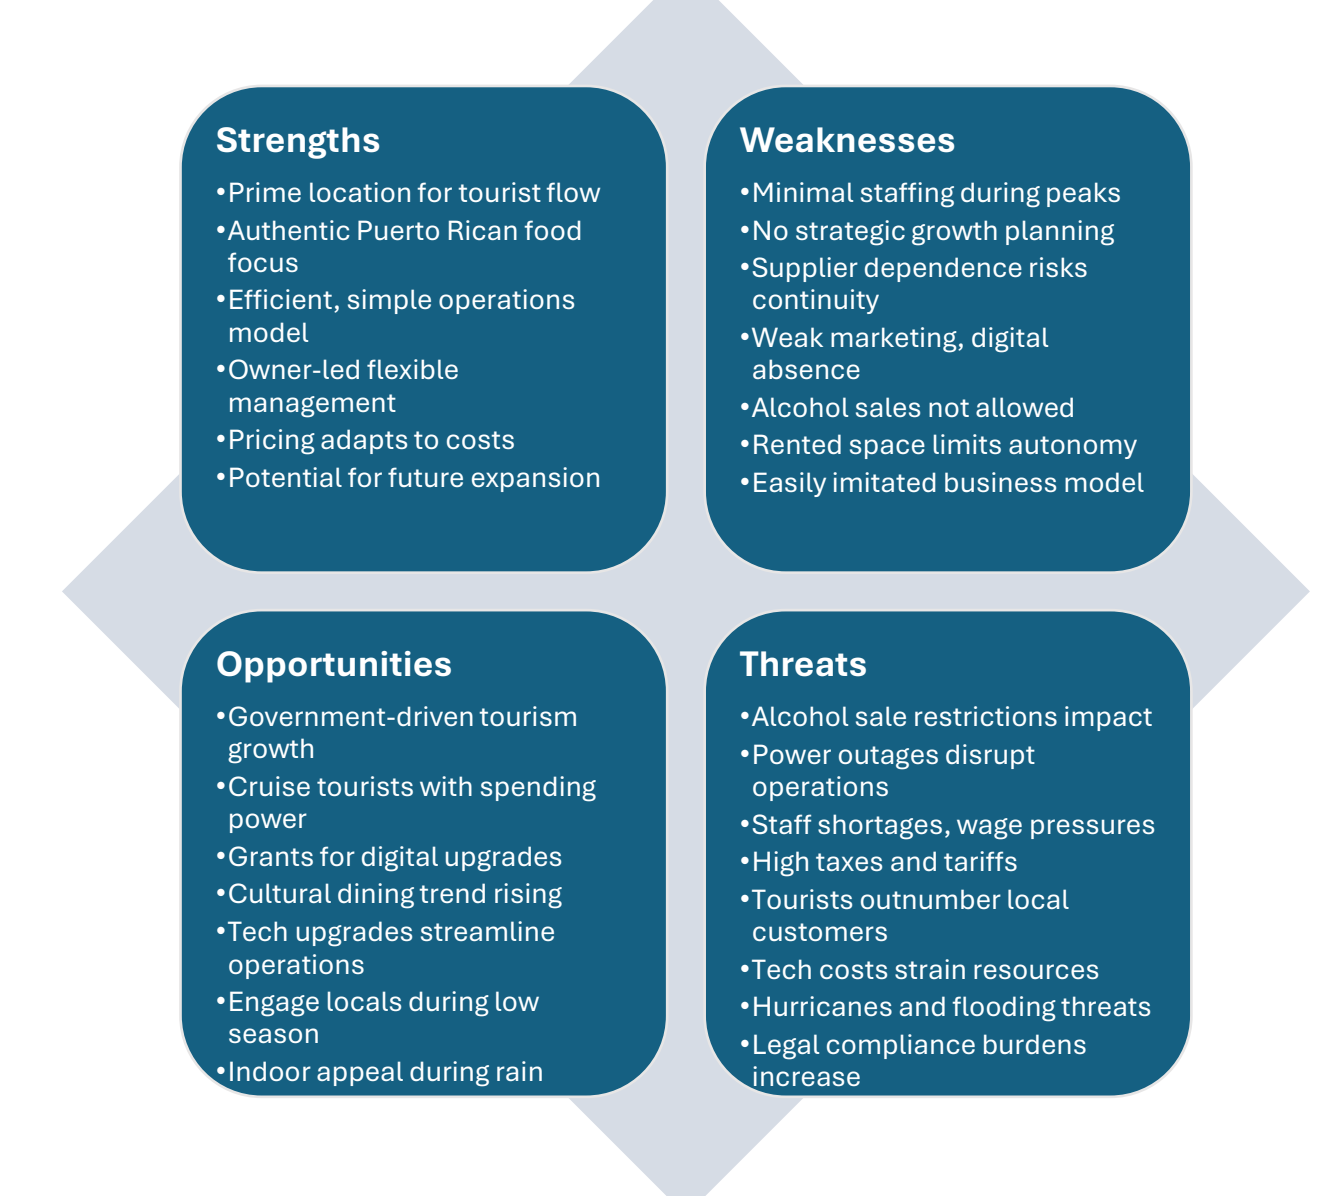 Strengths
•Prime location for tourist flow
•Authentic Puerto Rican food
focus
•Efficient, simple operations
model
•Owner-led flexible
management
•Pricing adapts to costs
•Potential for future expansion
Weaknesses
•Minimal staffing during peaks
•No strategic growth planning
•Supplier dependence risks
continuity
•Weak marketing, digital
absence
•Alcohol sales not allowed
•Rented space limits autonomy
•Easily imitated business model
Opportunities
•Government-driven tourism
growth
•Cruise tourists with spending
power
•Grants for digital upgrades
•Cultural dining trend rising
•Tech upgrades streamline
operations
•Engage locals during low
season
•Indoor appeal during rain
Threats
•Alcohol sale restrictions impact
•Power outages disrupt
operations
•Staff shortages, wage pressures
•High taxes and tariffs
•Tourists outnumber local
customers
•Tech costs strain resources
•Hurricanes and flooding threats
•Legal compliance burdens
increase